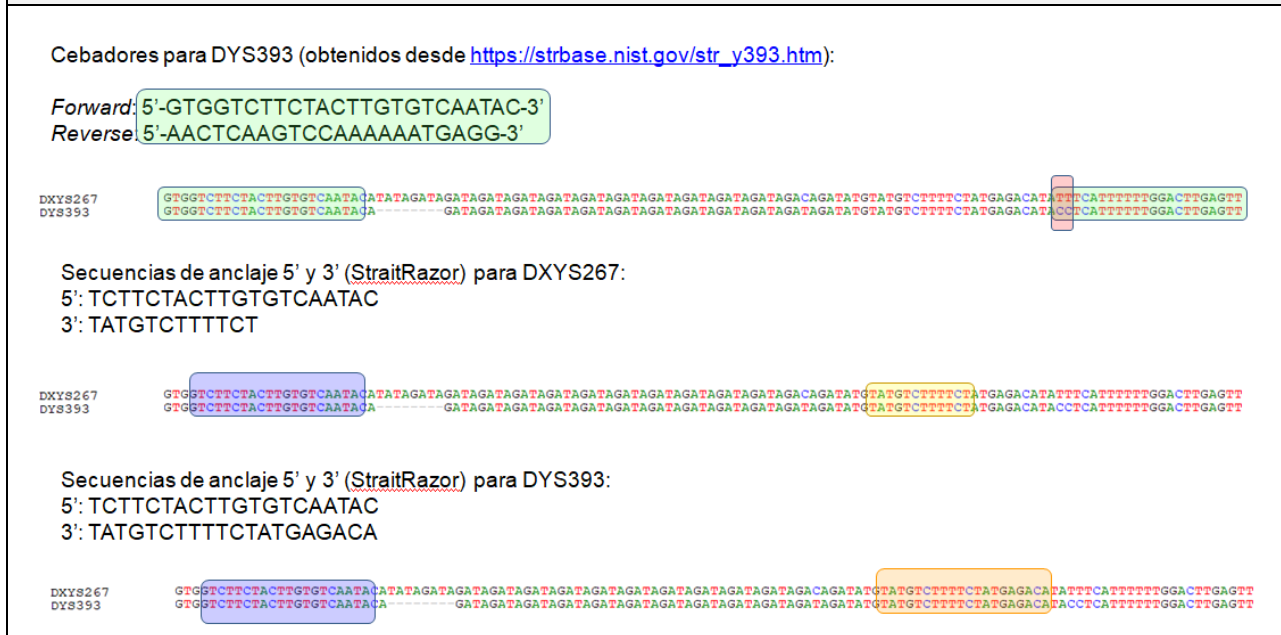 Cebadores para DYS393 (obtenidos desde https://strbase.nist.gov/str_y393.htm):
Forward: 5’-GTGGTCTTCTACTTGTGTCAATAC-3’
Reverse: 5’-AACTCAAGTCCAAAAAATGAGG-3’
DXYS267 GTGGTCTTCTACTTGTGTCAATACATATAGATAGATAGATAGATAGATAGATAGATAGATAGATAGATAGATAGACAGATATGTATGTCTTTTCTATGAGACATATTTCATTTTTTGGACTTGAGTT
DYS393 GTGGTCTTCTACTTGTGTCAATACA--------GATAGATAGATAGATAGATAGATAGATAGATAGATAGATAGATAGATATGTATGTCTTTTCTATGAGACATACCTCATTTTTTGGACTTGAGTT
Secuencias de anclaje 5’ y 3’ (StraitRazor) para DXYS267:
5’: TCTTCTACTTGTGTCAATAC
3’: TATGTCTTTTCT
DXYS267 GTGGTCTTCTACTTGTGTCAATACATATAGATAGATAGATAGATAGATAGATAGATAGATAGATAGATAGATAGACAGATATGTATGTCTTTTCTATGAGACATATTTCATTTTTTGGACTTGAGTT
DYS393 GTGGTCTTCTACTTGTGTCAATACA--------GATAGATAGATAGATAGATAGATAGATAGATAGATAGATAGATAGATATGTATGTCTTTTCTATGAGACATACCTCATTTTTTGGACTTGAGTT
Secuencias de anclaje 5’ y 3’ (StraitRazor) para DYS393:
5’: TCTTCTACTTGTGTCAATAC
3’: TATGTCTTTTCTATGAGACA
DXYS267 GTGGTCTTCTACTTGTGTCAATACATATAGATAGATAGATAGATAGATAGATAGATAGATAGATAGATAGATAGACAGATATGTATGTCTTTTCTATGAGACATATTTCATTTTTTGGACTTGAGTT
DYS393 GTGGTCTTCTACTTGTGTCAATACA--------GATAGATAGATAGATAGATAGATAGATAGATAGATAGATAGATAGATATGTATGTCTTTTCTATGAGACATACCTCATTTTTTGGACTTGAGTT